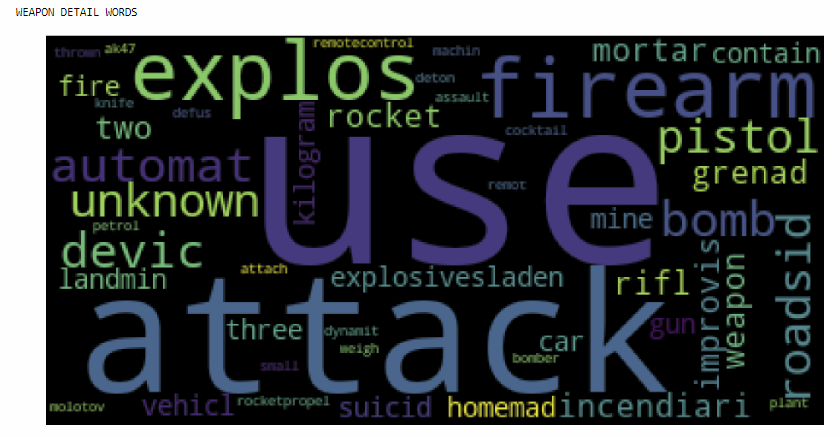 WEAPON DETAIL WORDS
thrown ak47 remotecontrol machin mortar contain
fire explos deton firearm
knife defus assault
two rocket cocktail pistol
automat kilogram use grenad
unknown remot mine bomb
petrol
devic attach explosivesladen rifl improvis weapon roadsid
landmin
attack
three dynamit car gun
weigh
small bomber
molotov vehicl rocketpropel suicid homemad incendiari plant